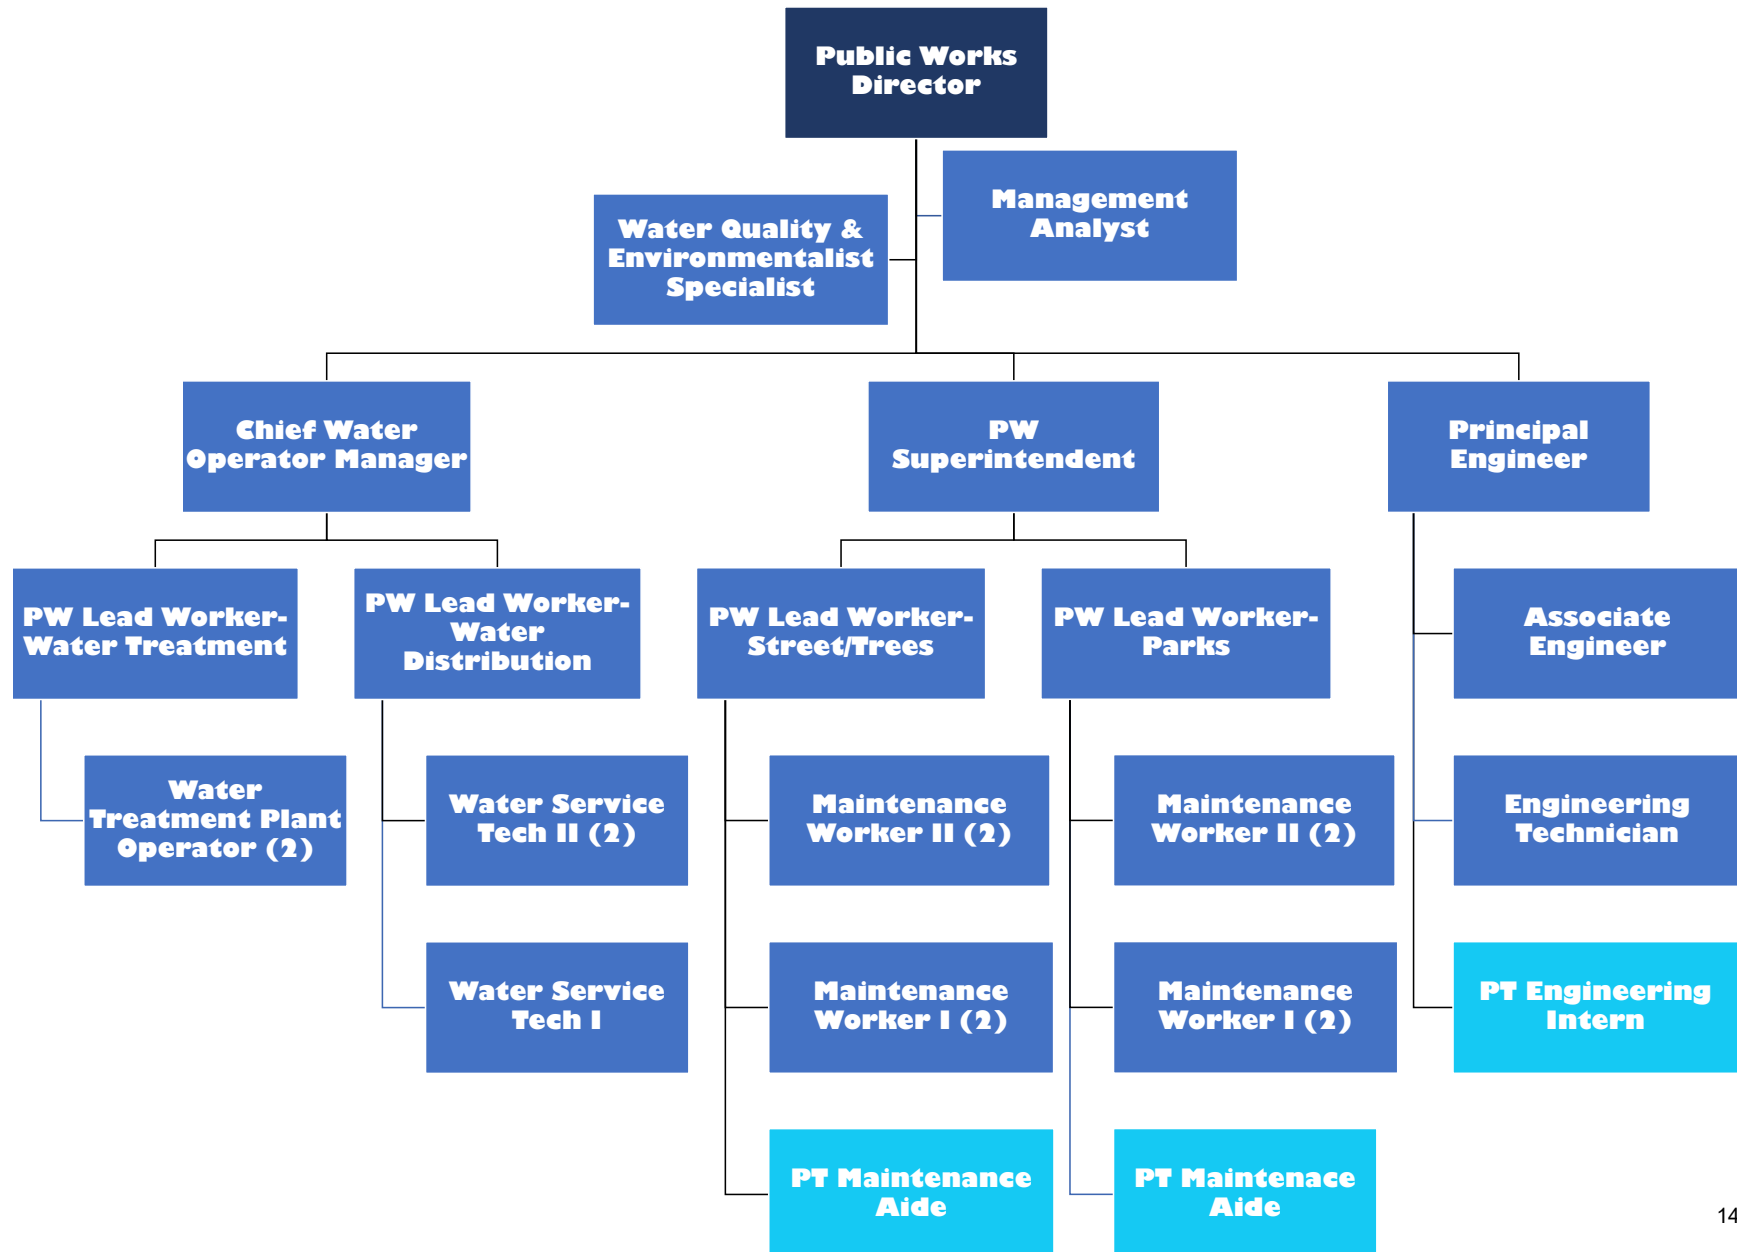 Public Works
Director
Management
Analyst
Water Quality &
Environmentalist
Specialist
Chief Water
Operator Manager
PW
Superintendent
Principal
Engineer
PW Lead Worker-
Water Treatment
PW Lead Worker-
Water
Distribution
PW Lead Worker-
Street/Trees
PW Lead Worker-
Parks
Associate
Engineer
Water
Treatment Plant
Operator (2)
Water Service
Tech II (2)
Maintenance
Worker II (2)
Maintenance
Worker II (2)
Engineering
Technician
Water Service
Tech I
Maintenance
Worker I (2)
Maintenance
Worker I (2)
PT Engineering
Intern
PT Maintenance
Aide
PT Maintenace
Aide
14